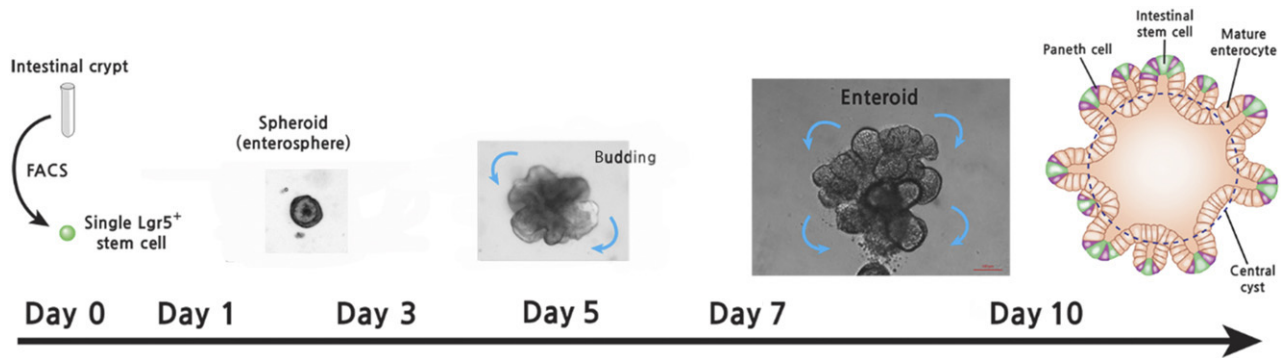 Intestinal crypt
FACS
Single Lgr5⁺
stem cell
Spheroid
(enterosphere)
Budding
Enteroid
Intestinal
stem cell
Paneth cell
Mature
enterocyte
Central
cyst
Day 0
Day 1
Day 3
Day 5
Day 7
Day 10